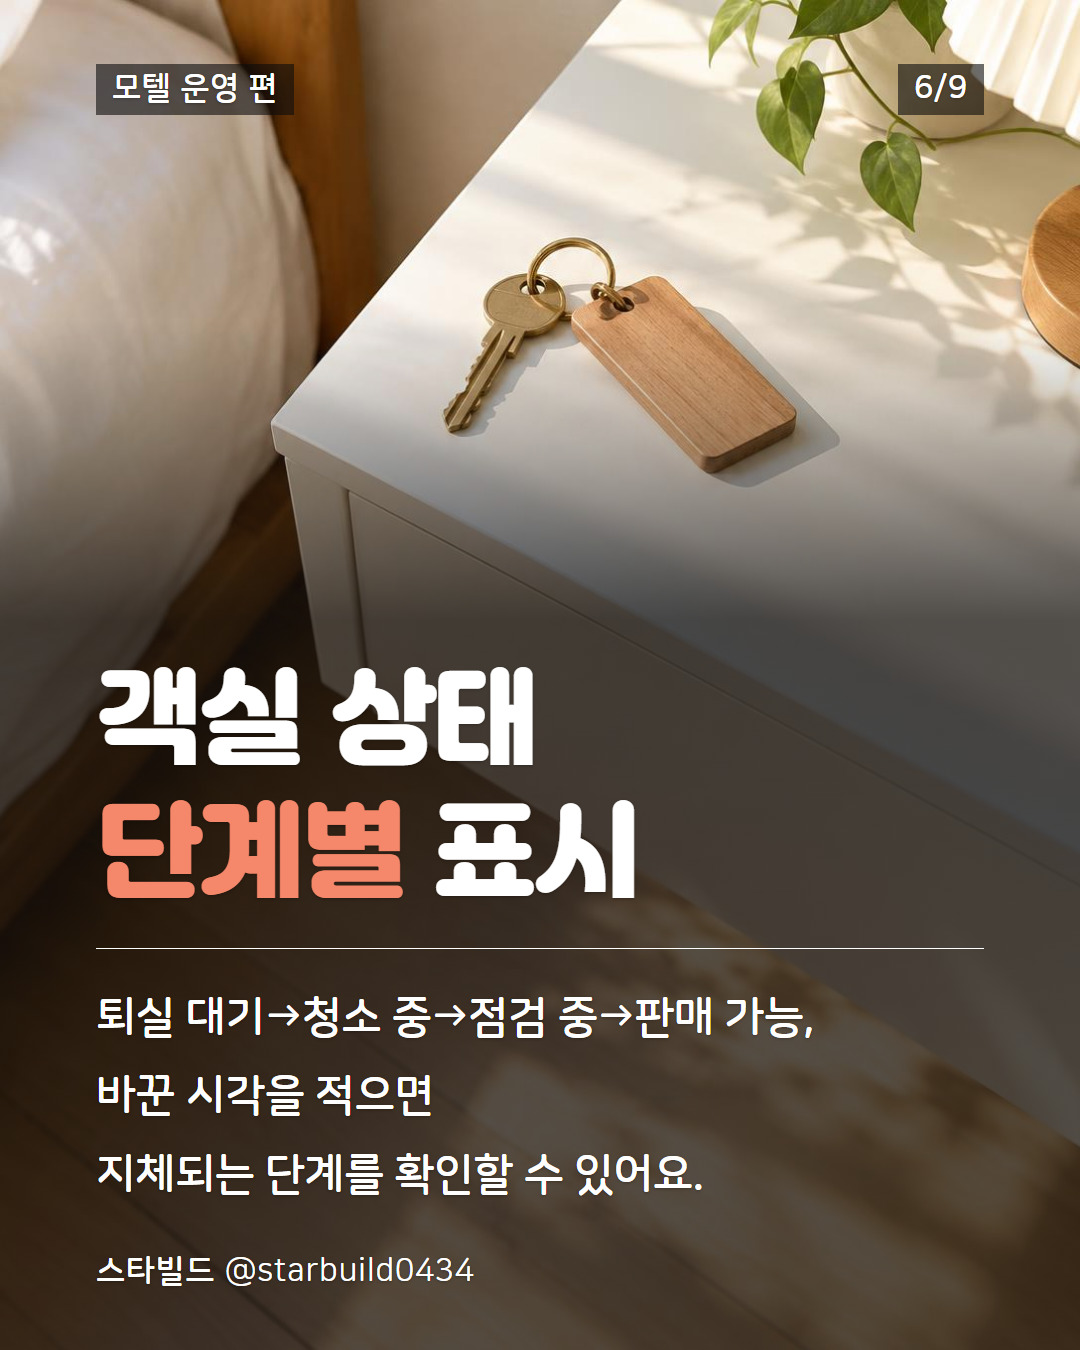 모텔 운영 편
6/9
객실 상태
단계별 표시
퇴실 대기→청소 중→점검 중→판매 가능,
바꾼 시각을 적으면
지체되는 단계를 확인할 수 있어요.
스타빌드 @starbuild0434